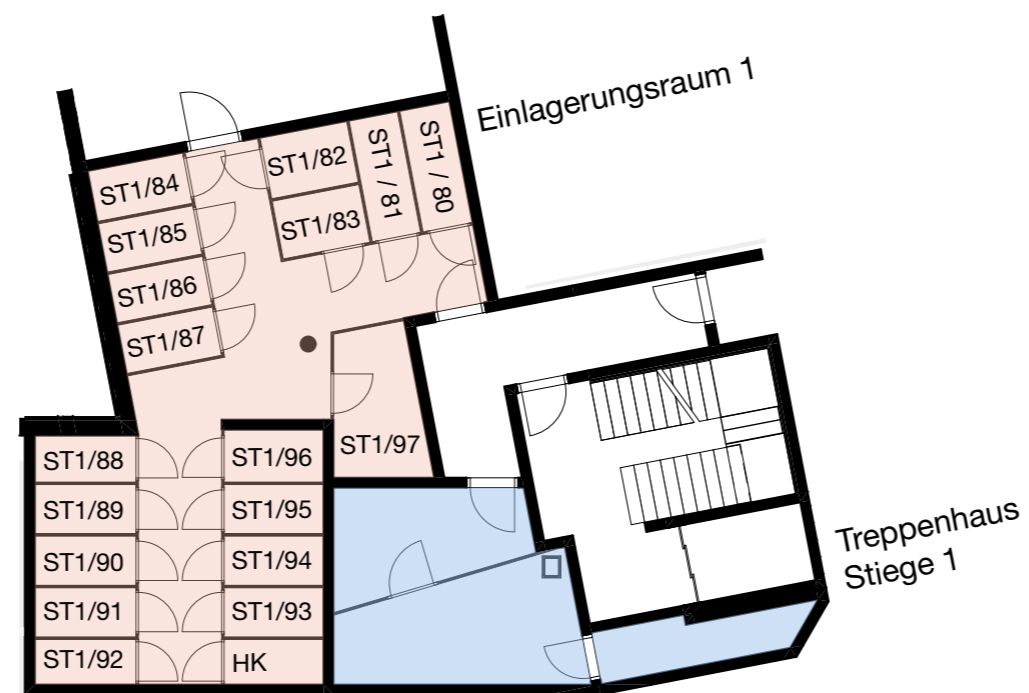 Einlagerungsraum 1
ST1/84
ST1/82
ST1 / 81
ST1 / 80
ST1/85
ST1/83
ST1/86
ST1/87
ST1/97
ST1/88
ST1/96
ST1/89
ST1/95
ST1/90
ST1/94
ST1/91
ST1/93
ST1/92
HK
Treppenhaus
Stiege 1